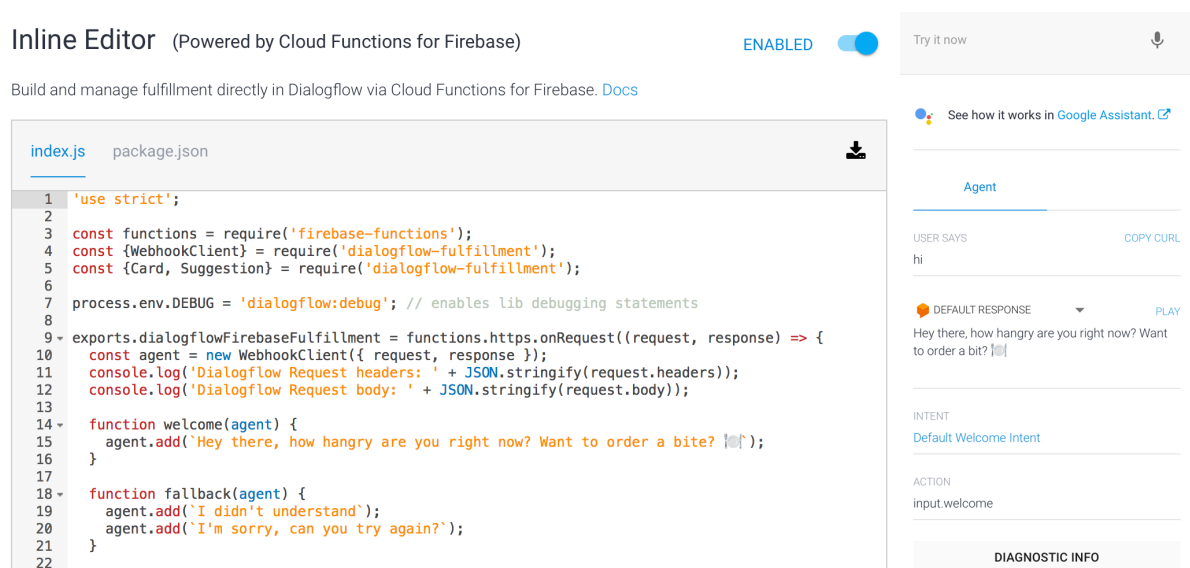 Inline Editor (Powered by Cloud Functions for Firebase)
ENABLED
Build and manage fulfillment directly in Dialogflow via Cloud Functions for Firebase. Docs
index.js package.json
1 'use strict';
2
3 const functions = require('firebase-functions');
4 const {WebhookClient} = require('dialogflow-fulfillment');
5 const {Card, Suggestion} = require('dialogflow-fulfillment');
6
7 process.env.DEBUG = 'dialogflow:debug'; // enables lib debugging statements
8
9 exports.dialogflowFirebaseFulfillment = functions.https.onRequest((request, response) => {
10 const agent = new WebhookClient({ request, response });
11 console.log('Dialogflow Request headers: ' + JSON.stringify(request.headers));
12 console.log('Dialogflow Request body: ' + JSON.stringify(request.body));
13
14 function welcome(agent) {
15 agent.add(`Hey there, how hangry are you right now? Want to order a bite? 🍽️`);
16 }
17
18 function fallback(agent) {
19 agent.add(`I didn't understand`);
20 agent.add(`I'm sorry, can you try again?`);
21 }
22
Try it now
See how it works in Google Assistant.
Agent
USER SAYS COPY CURL
hi
DEFAULT RESPONSE PLAY
Hey there, how hangry are you right now? Want
to order a bit? 🍽️
INTENT
Default Welcome Intent
ACTION
input.welcome
DIAGNOSTIC INFO